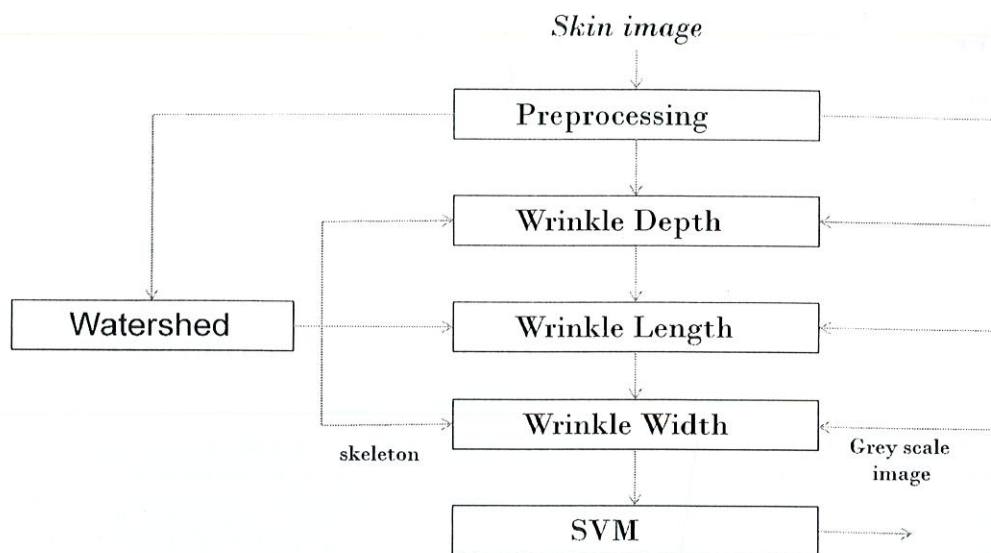 Skin image
Preprocessing
Wrinkle Depth
Watershed
Wrinkle Length
Wrinkle Width
skeleton
Grey scale
image
SVM